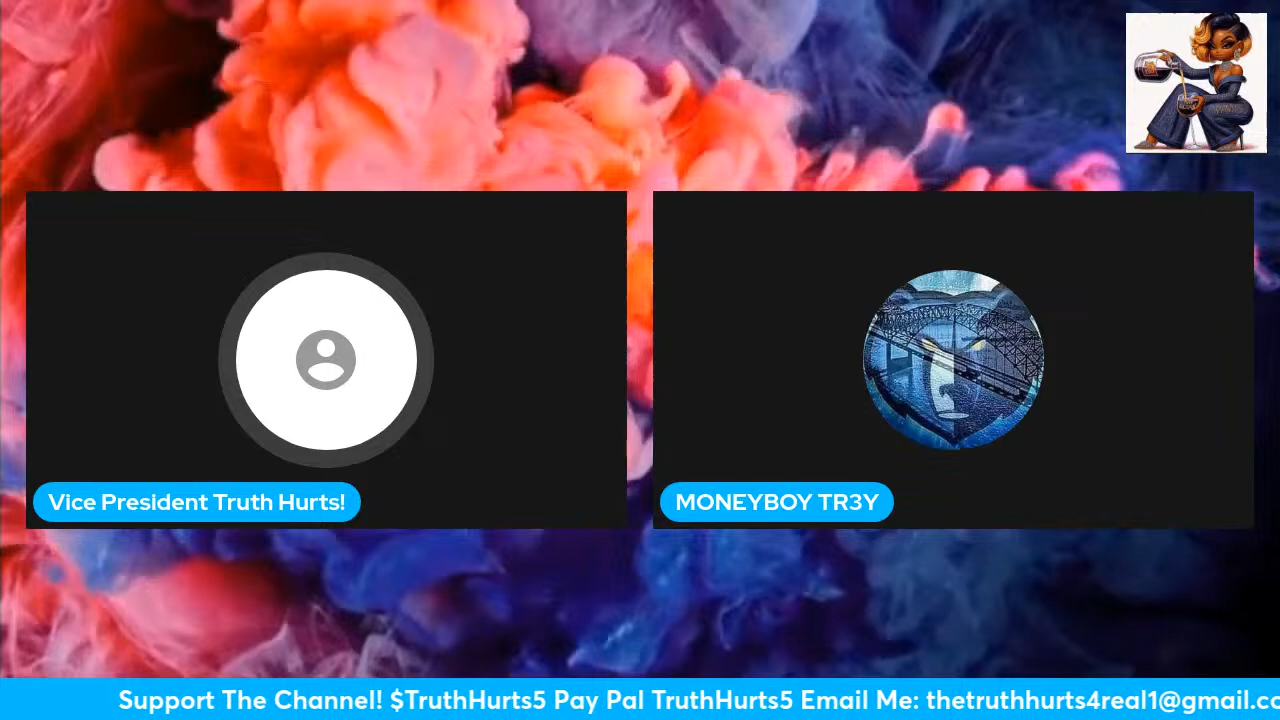 Vice President Truth Hurts!
MONEYBOY TR3Y
Support The Channel! $TruthHurts5 Pay Pal TruthHurts5 Email Me: thetruthhurts4real1@gmail.co